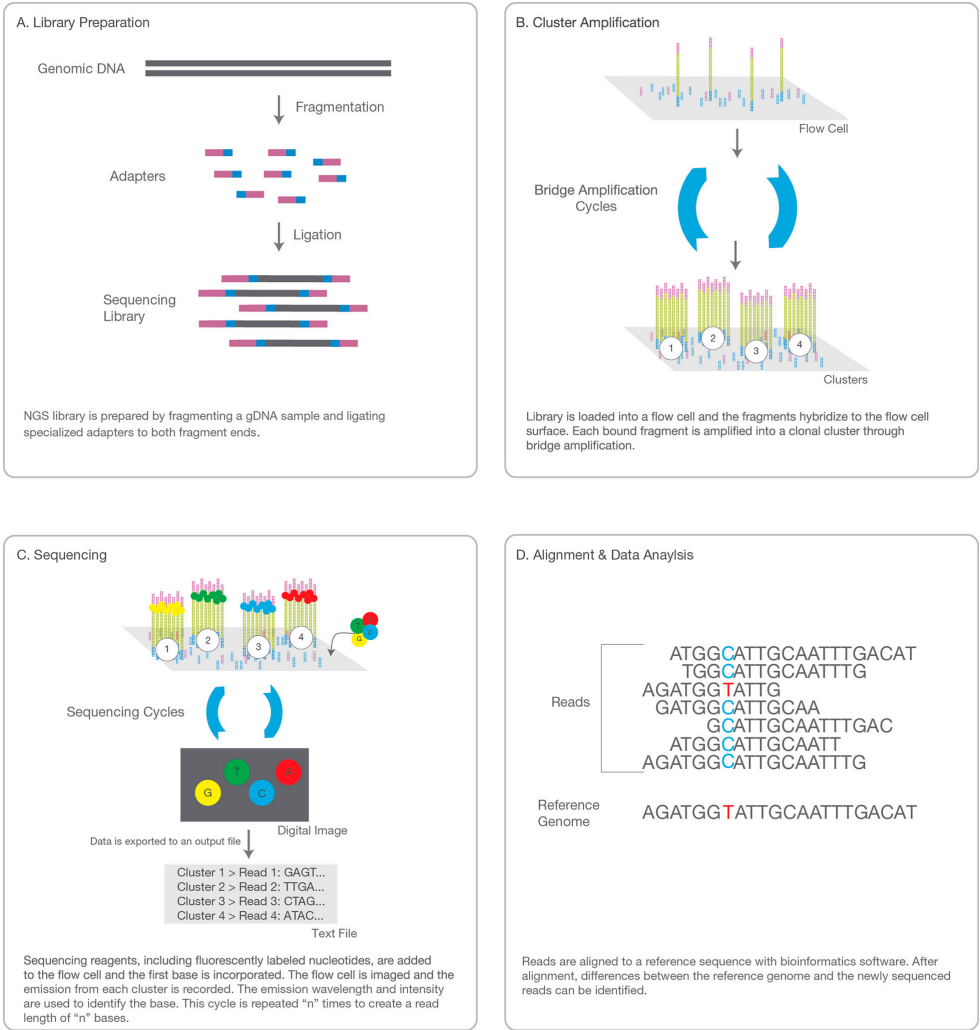 A. Library Preparation
Genomic DNA
Fragmentation
Adapters
Ligation
Sequencing
Library
NGS library is prepared by fragmenting a gDNA sample and ligating
specialized adapters to both fragment ends.
B. Cluster Amplification
Flow Cell
Bridge Amplification
Cycles
1
2
3
4
Clusters
Library is loaded into a flow cell and the fragments hybridize to the flow cell
surface. Each bound fragment is amplified into a clonal cluster through
bridge amplification.
C. Sequencing
1
2
3
4
T
C
G
Sequencing Cycles
G
T
C
A
Digital Image
Data is exported to an output file
Cluster 1 > Read 1: GAGT...
Cluster 2 > Read 2: TTGA...
Cluster 3 > Read 3: CTAG...
Cluster 4 > Read 4: ATAC...
Text File
Sequencing reagents, including fluorescently labeled nucleotides, are added
to the flow cell and the first base is incorporated. The flow cell is imaged and the
emission from each cluster is recorded. The emission wavelength and intensity
are used to identify the base. This cycle is repeated “n” times to create a read
length of “n” bases.
D. Alignment & Data Anaylsis
Reads
ATGGCATTGCAATTTGACAT
TGGCATTGCAATTTG
AGATGGTATTG
GATGGCATTGCAA
GCATTGCAATTTGAC
ATGGCATTGCAATT
AGATGGCATTGCAATTTG
Reference
Genome
AGATGGTATTGCAATTTGACAT
Reads are aligned to a reference sequence with bioinformatics software. After
alignment, differences between the reference genome and the newly sequenced
reads can be identified.